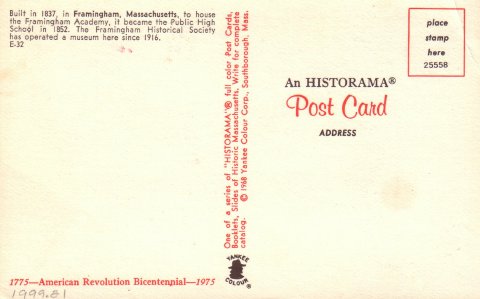 Built in 1837, in Framingham, Massachusetts, to house
the Framingham Academy, it became the Public High
School in 1852. The Framingham Historical Society
has operated a museum here since 1916.
E-32
One of a series of "HISTORAMA"® full color Post Cards,
Booklets, Slides of Historic Massachusetts. Write for complete
catalog. © 1968 Yankee Colour Corp., Southborough, Mass.
YANKEE
COLOUR®
place
stamp
here
25558
An HISTORAMA®
Post Card
ADDRESS
1775—American Revolution Bicentennial—1975
1999.81